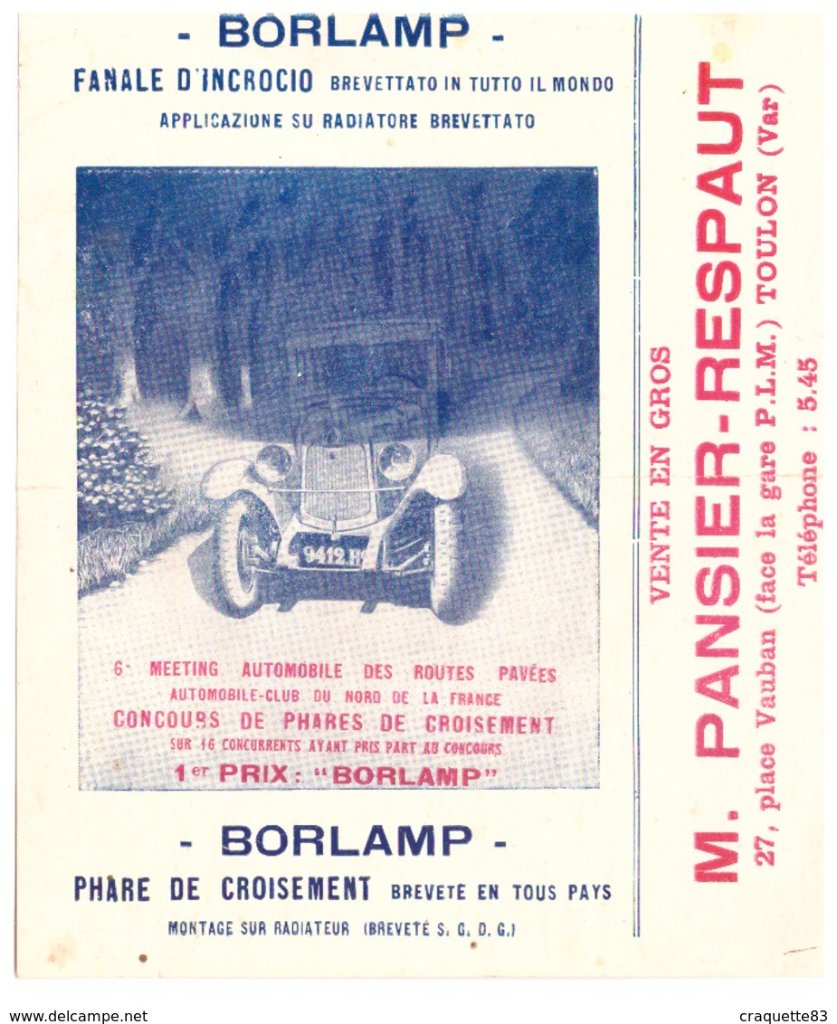 - BORLAMP -
FANALE D'INCROCIO BREVETTATO IN TUTTO IL MONDO
APPLICAZIONE SU RADIATORE BREVETTATO
9412.H
6e MEETING AUTOMOBILE DES ROUTES PAVÉES
AUTOMOBILE-CLUB DU NORD DE LA FRANCE
CONCOURS DE PHARES DE CROISEMENT
SUR 16 CONCURRENTS AYANT PRIS PART AU CONCOURS
1er PRIX: "BORLAMP"
- BORLAMP -
PHARE DE CROISEMENT BREVETÉ EN TOUS PAYS
MONTAGE SUR RADIATEUR (BREVETÉ S. G. D. G.)
VENTE EN GROS
M. PANSIER-RESPAUT
27, place Vauban (face la gare P.L.M.) TOULON (Var)
Téléphone : 5.45
www.delcampe.net
craquette83